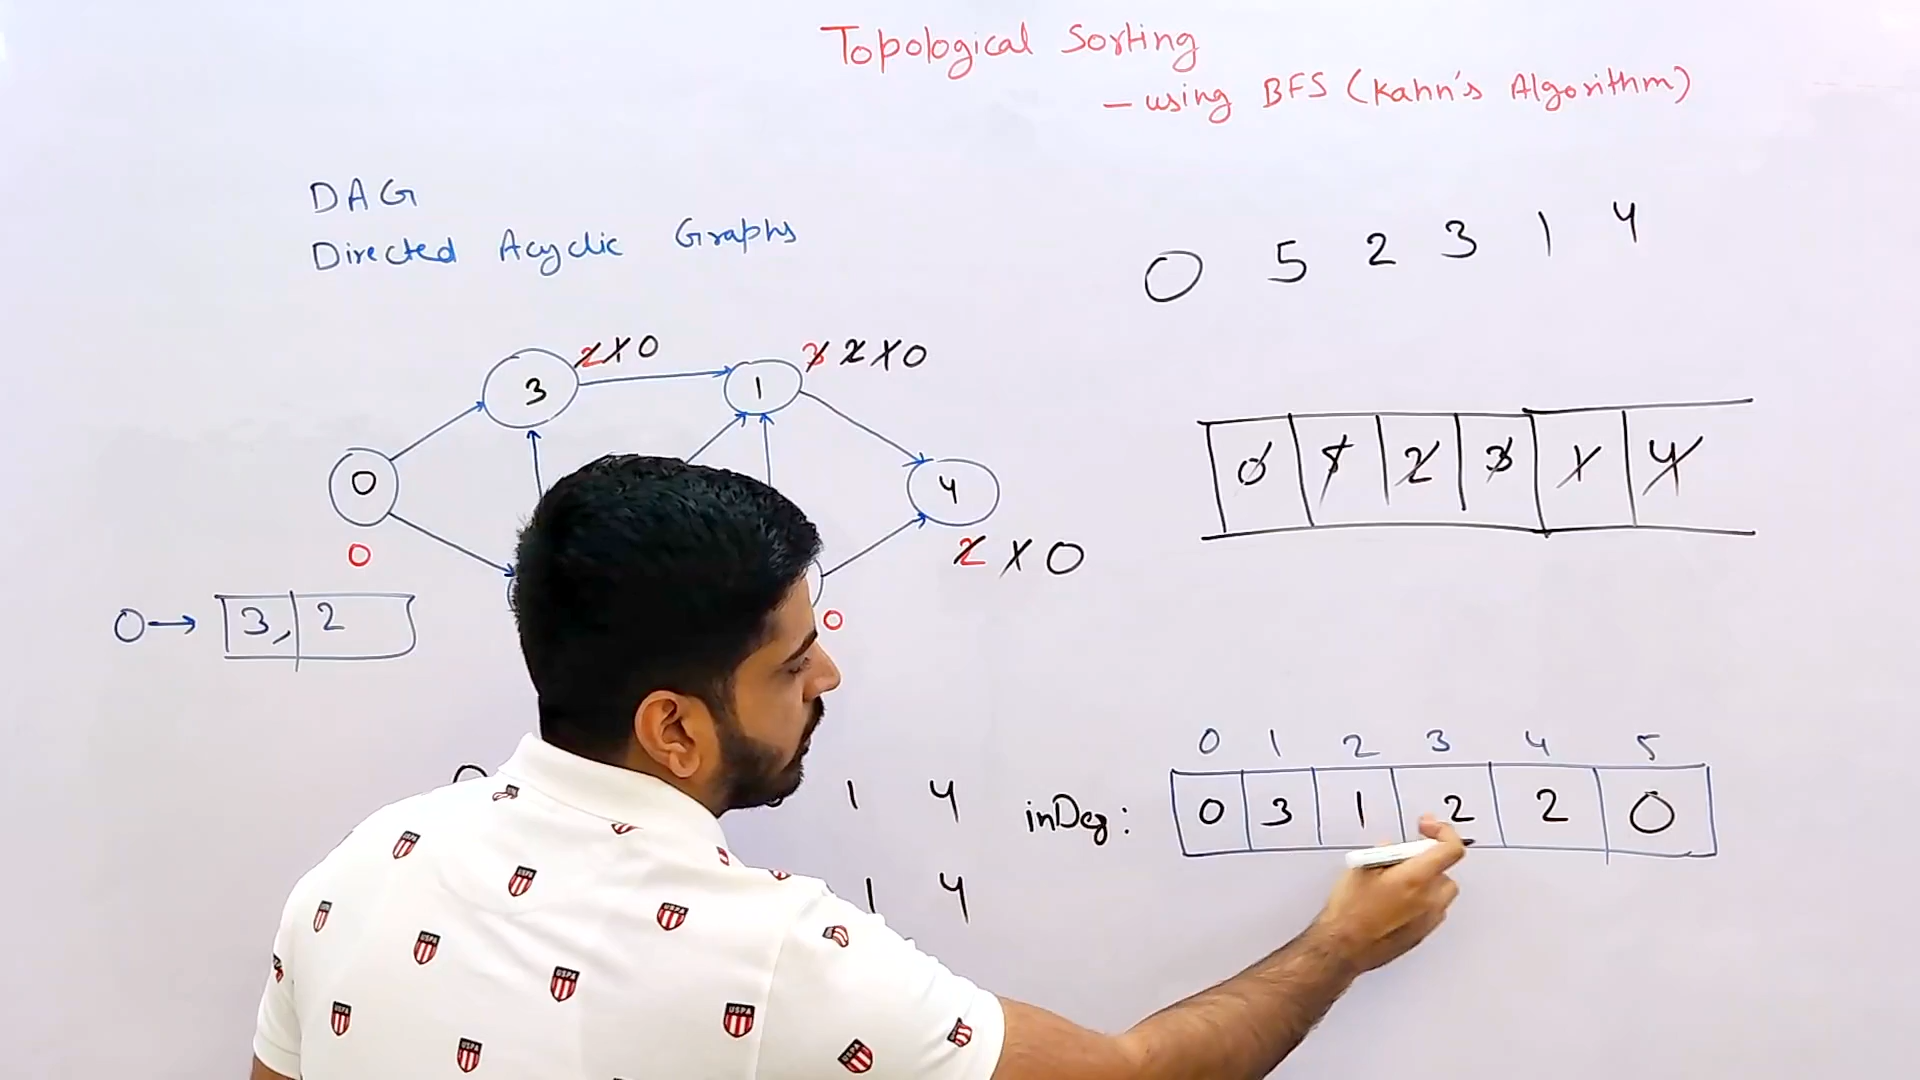 Topological Sorting
- using BFS (Kahn's Algorithm)
DAG
Directed Acyclic Graphs
0 5 2 3 1 4
2 1 0
3 2 1 0
3
1
0
4
0
2 1 0
0
0 → 3, 2
0 5 2 3 1 4
1 4
1 4
0 1 2 3 4 5
inDeg: 0 3 1 2 2 0